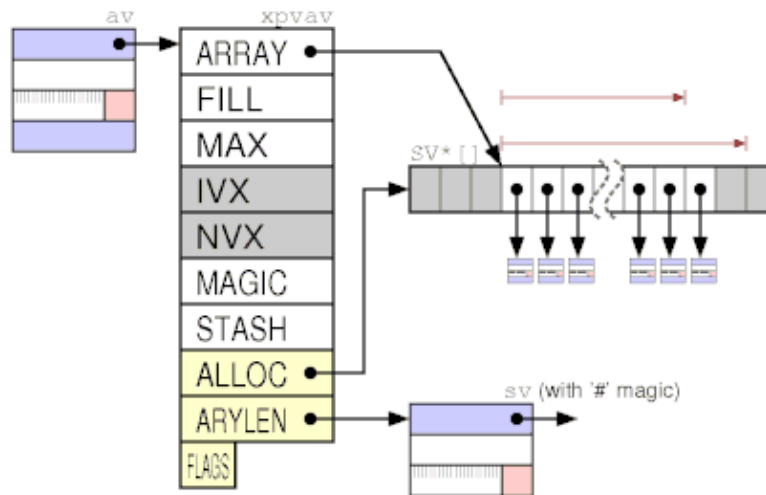 av
xpvav
ARRAY
FILL
MAX
SV* []
IVX
NVX
MAGIC
STASH
ALLOC
sv (with '#' magic)
ARYLEN
FLAGS